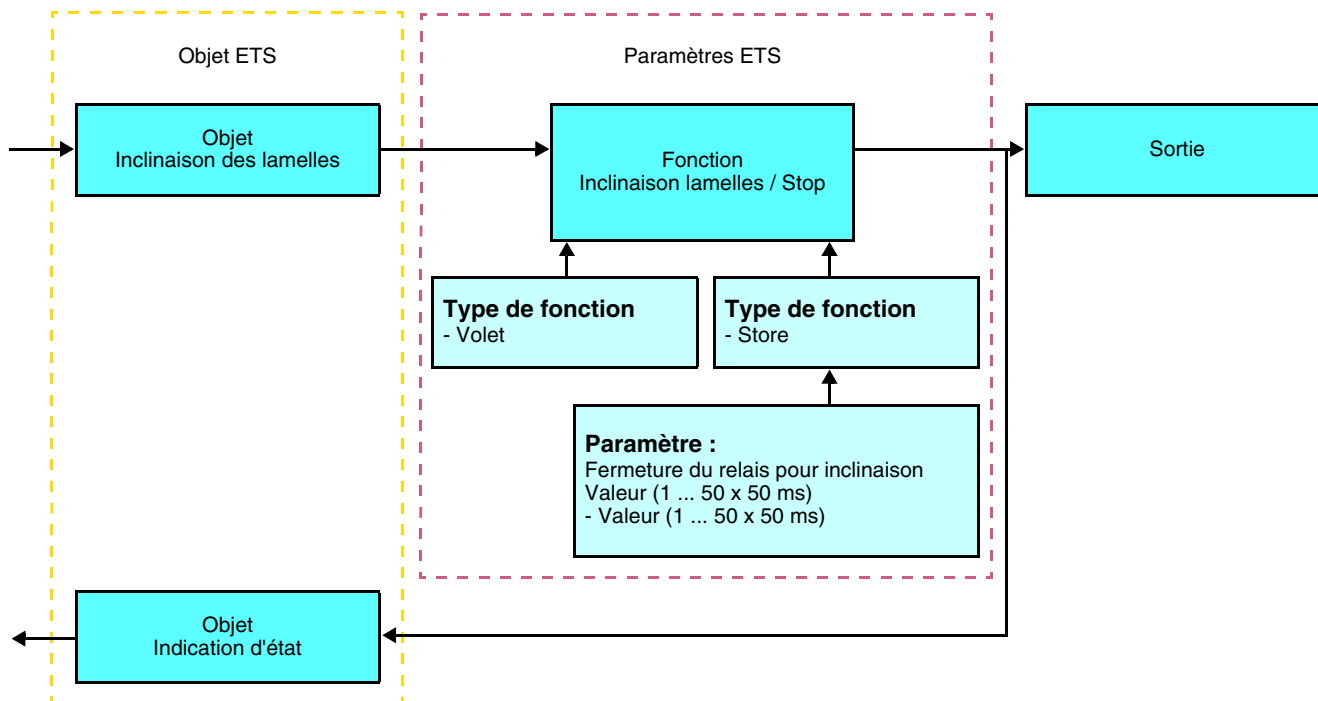 Objet ETS
Paramètres ETS
Objet
Inclinaison des lamelles
Fonction
Inclinaison lamelles / Stop
Sortie
Type de fonction
- Volet
Type de fonction
- Store
Paramètre :
Fermeture du relais pour inclinaison
Valeur (1 ... 50 x 50 ms)
- Valeur (1 ... 50 x 50 ms)
Objet
Indication d'état